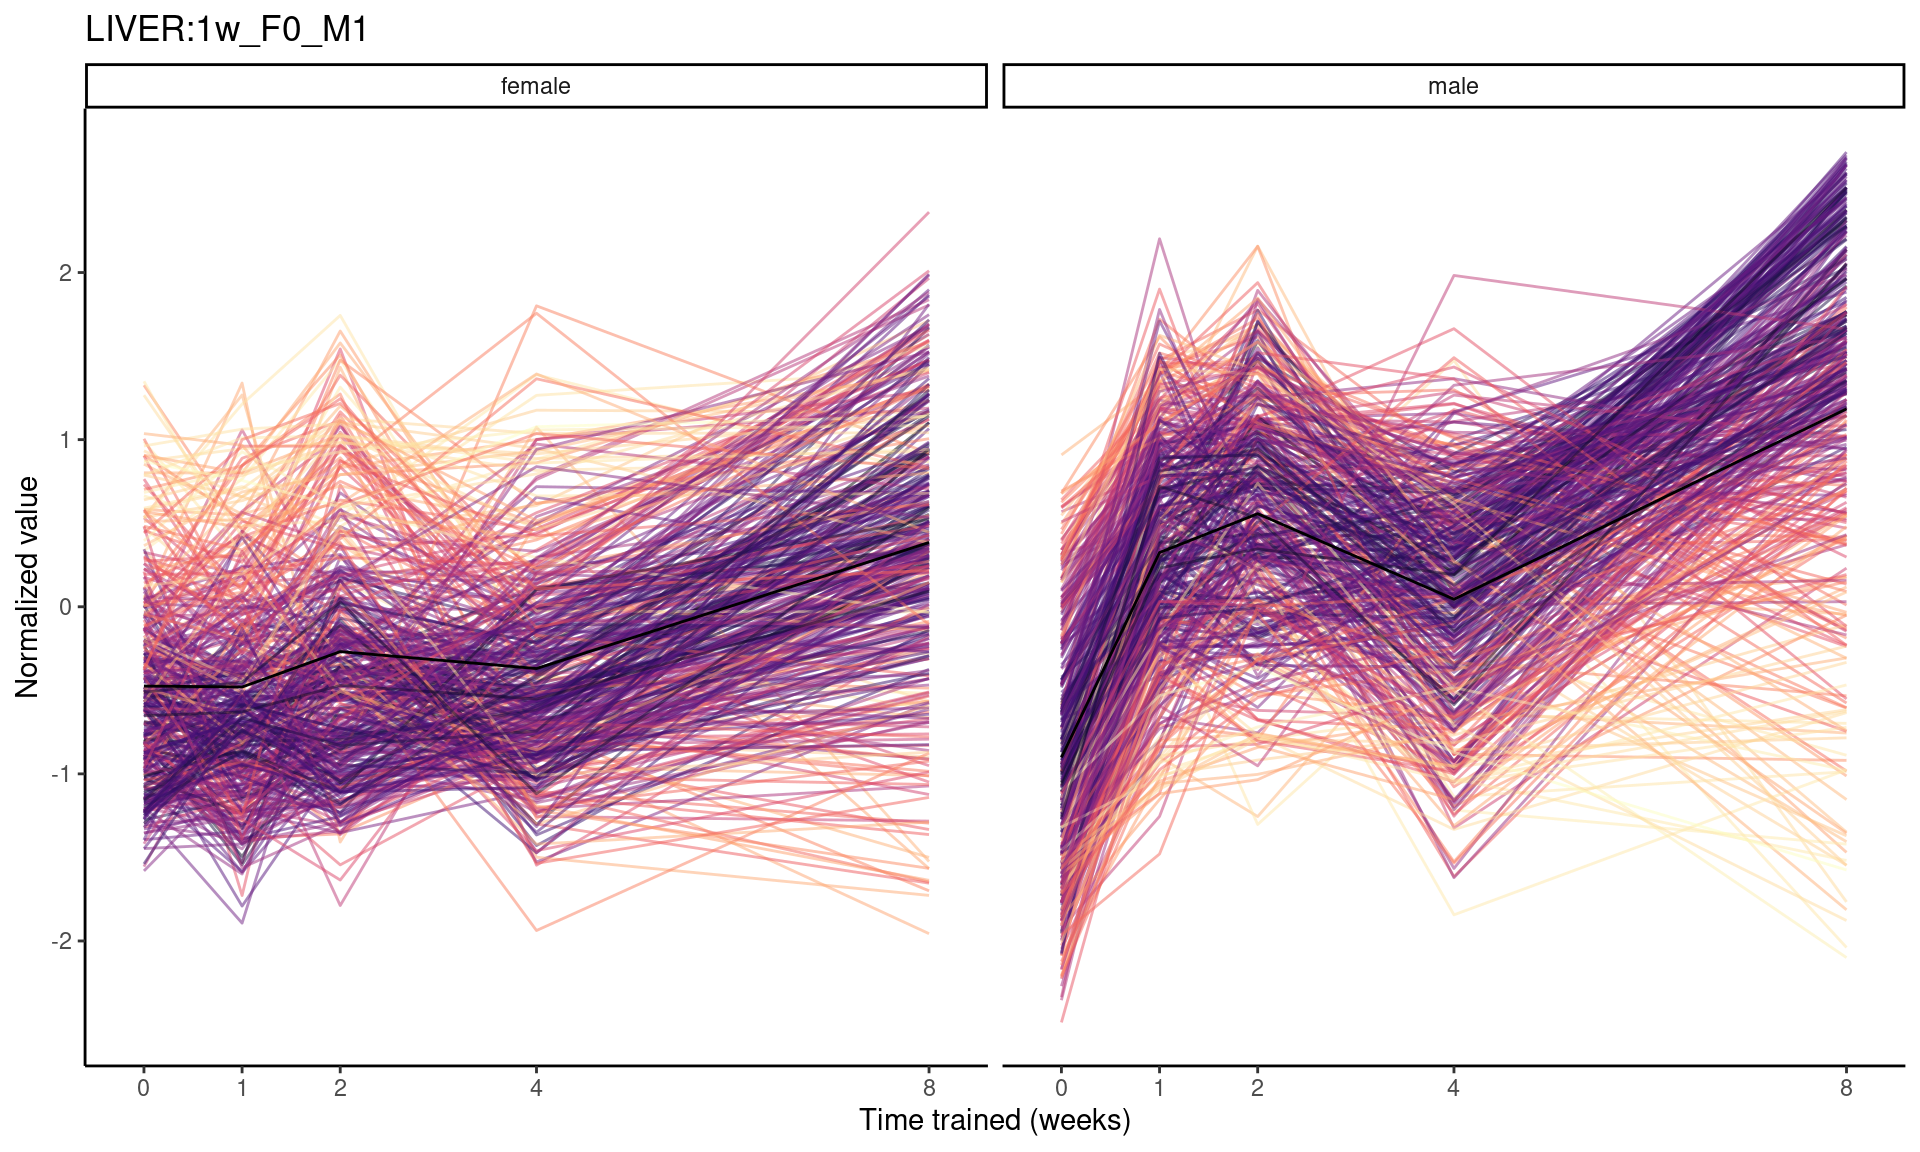 LIVER:1w_F0_M1
female
male
Normalized value
2
1
0
-1
-2
0 1 2 4 8
0 1 2 4 8
Time trained (weeks)